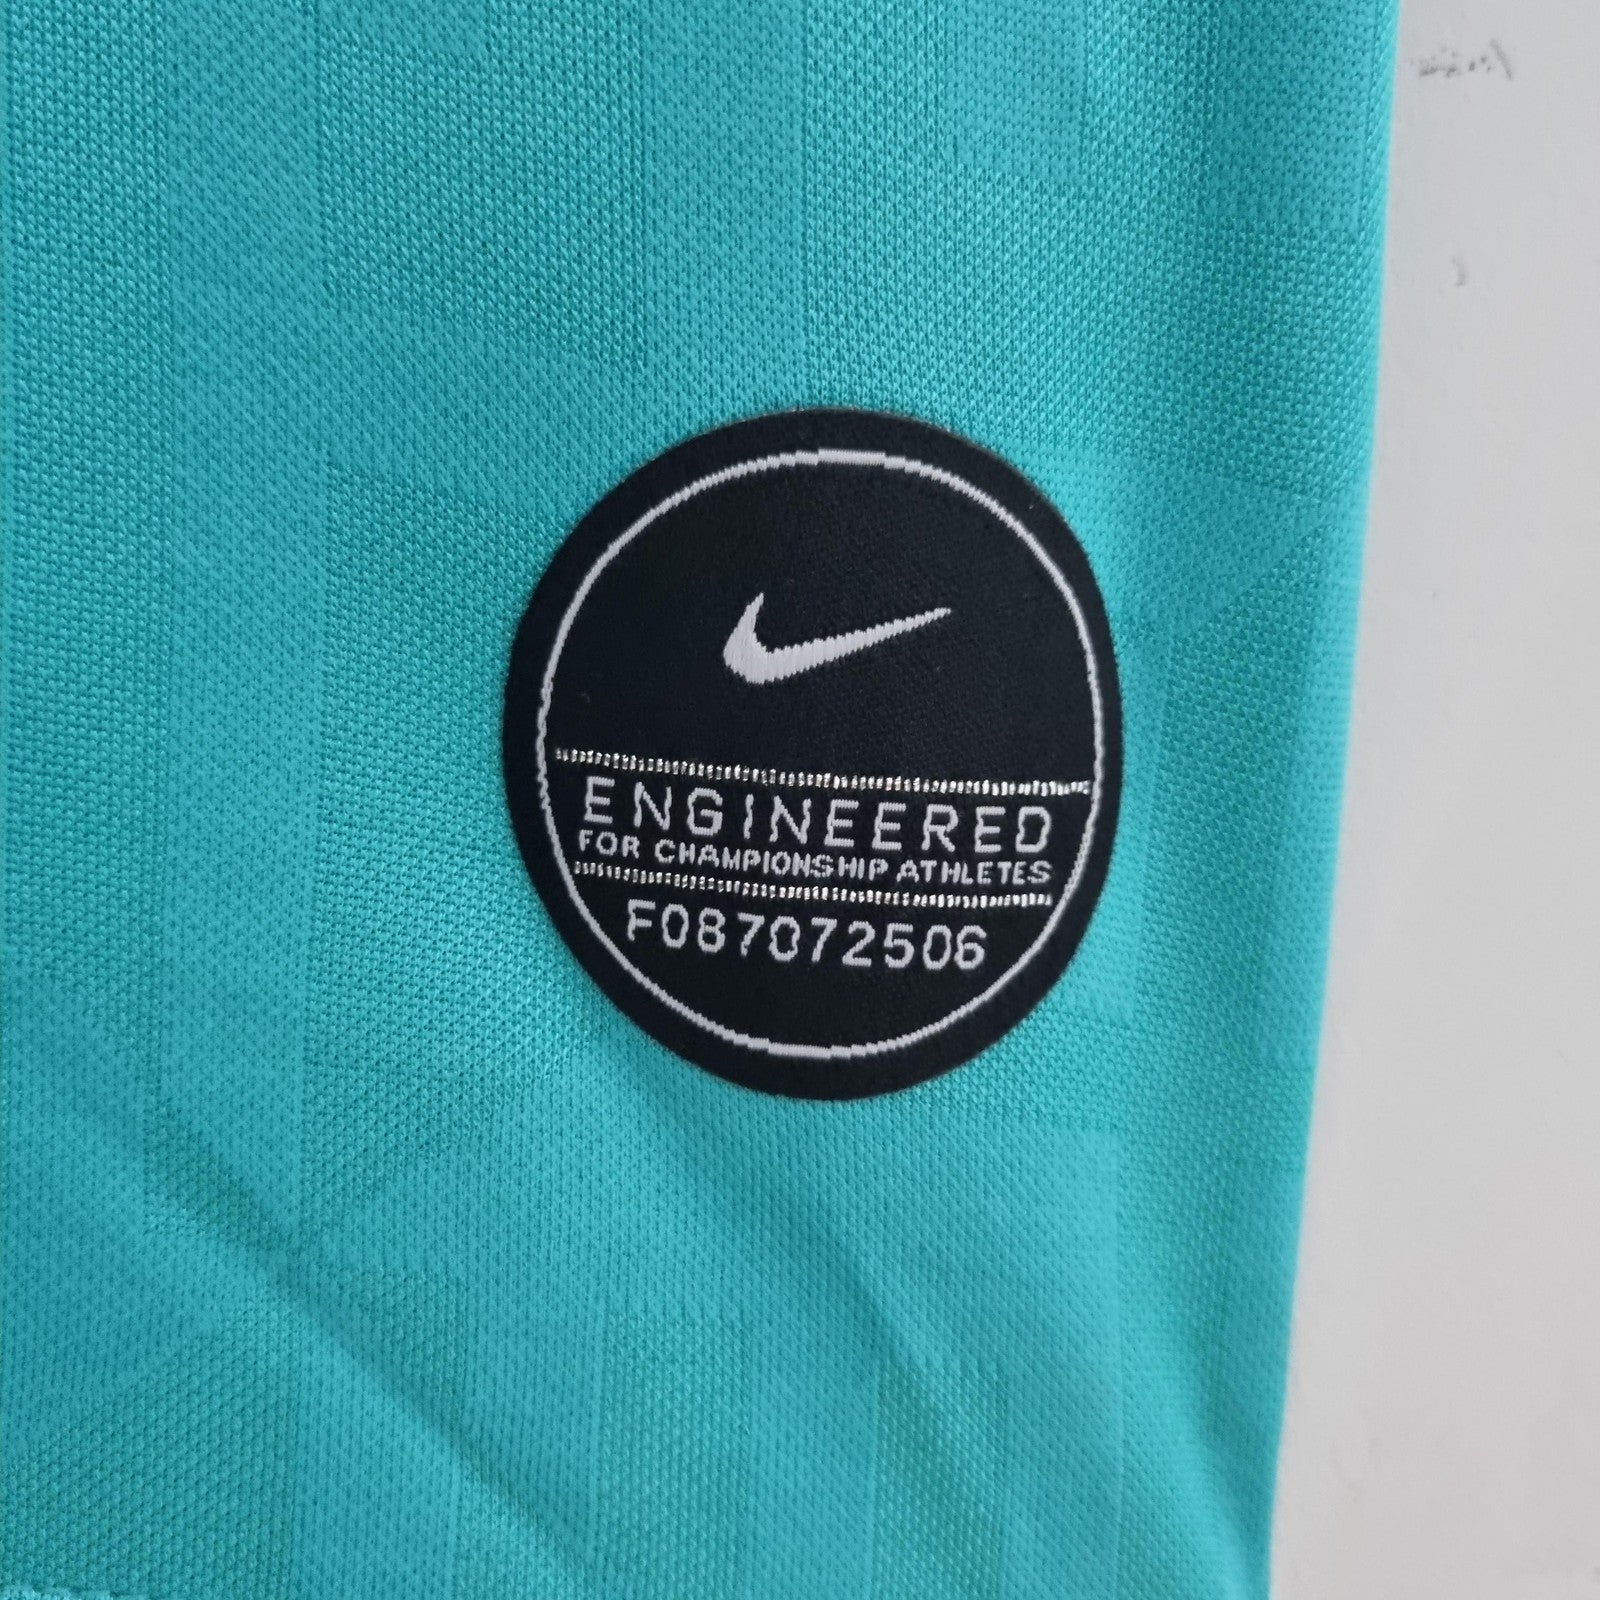 ENGINEERED
FOR CHAMPIONSHIP ATHLETES
F087072506